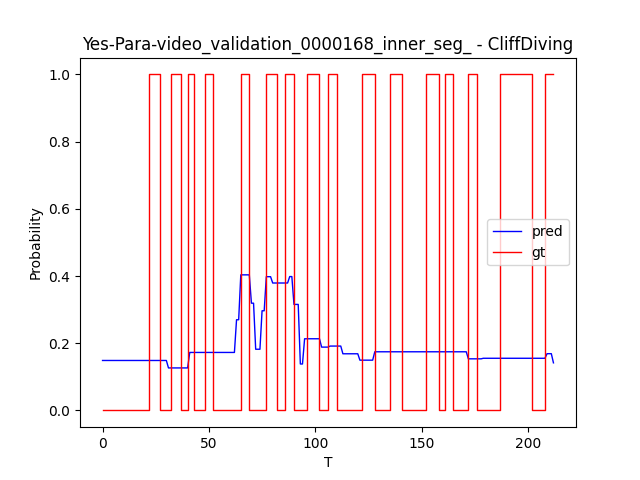 Yes-Para-video_validation_0000168_inner_seg_ - CliffDiving
1.0
0.8
0.6
0.4
0.2
0.0
Probability
pred
gt
0 50 100 150 200
T